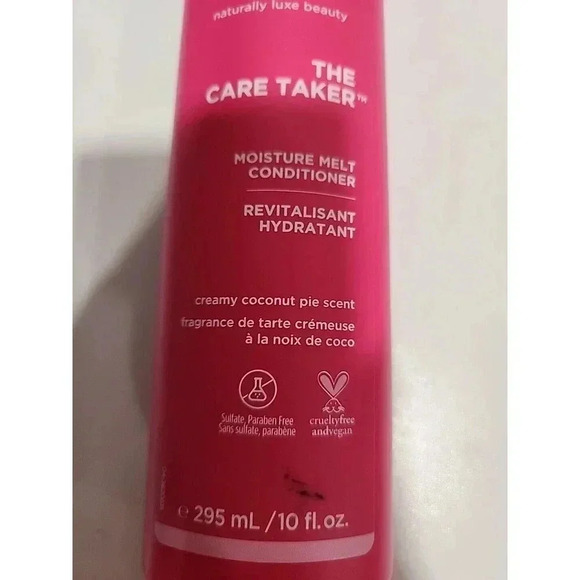 naturally luxe beauty
THE
CARE TAKER™
MOISTURE MELT
CONDITIONER
REVITALISANT
HYDRATANT
creamy coconut pie scent
fragrance de tarte crémeuse
à la noix de coco
Sulfate, Paraben Free
Sans sulfate, parabène
crueltyfree
andvegan
℮ 295 mL / 10 fl. oz.